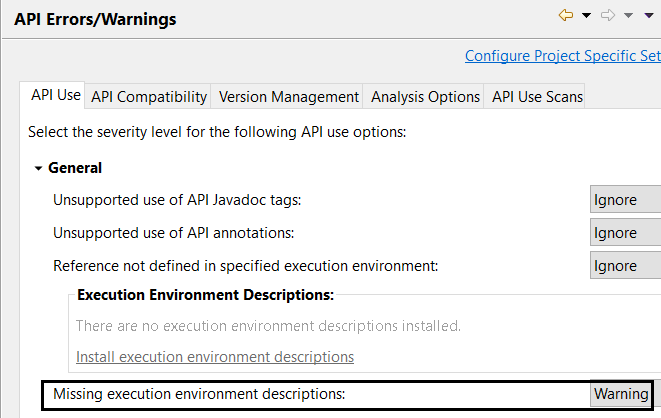 API Errors/Warnings
Configure Project Specific Set
API Use API Compatibility Version Management Analysis Options API Use Scans
Select the severity level for the following API use options:
General
Unsupported use of API Javadoc tags: Ignore
Unsupported use of API annotations: Ignore
Reference not defined in specified execution environment: Ignore
Execution Environment Descriptions:
There are no execution environment descriptions installed.
Install execution environment descriptions
Missing execution environment descriptions: Warning